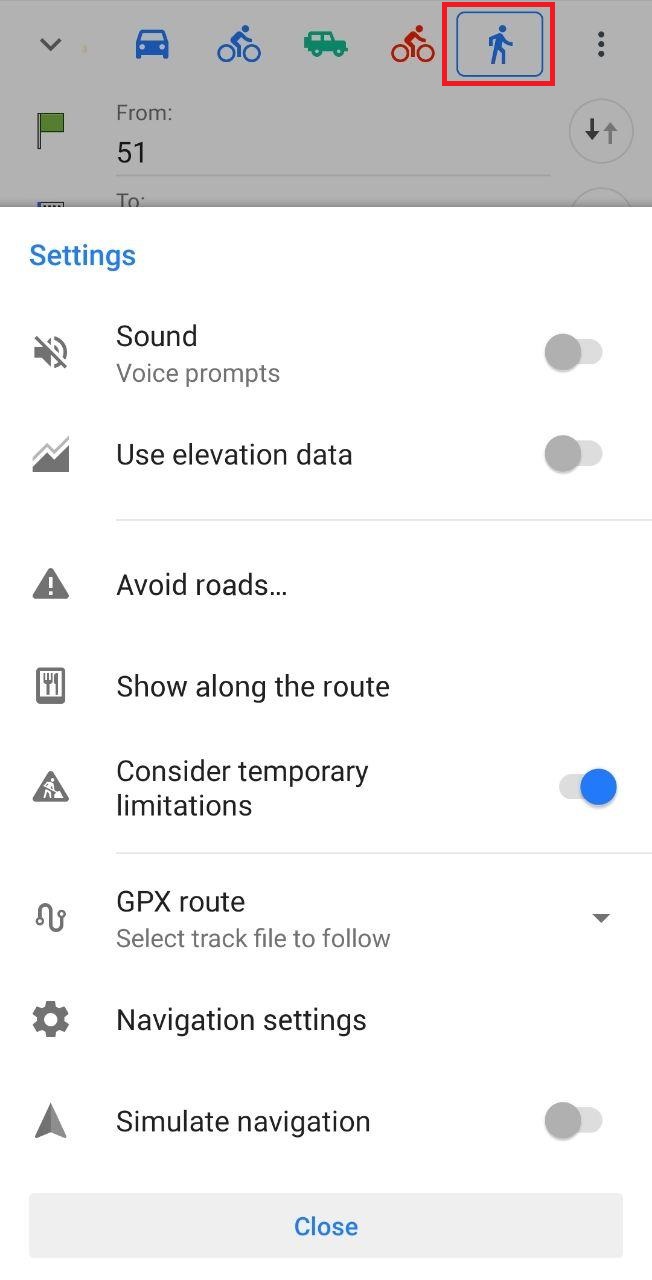 From:
51
To:
Settings
Sound
Voice prompts
Use elevation data
Avoid roads...
Show along the route
Consider temporary
limitations
GPX route
Select track file to follow
Navigation settings
Simulate navigation
Close